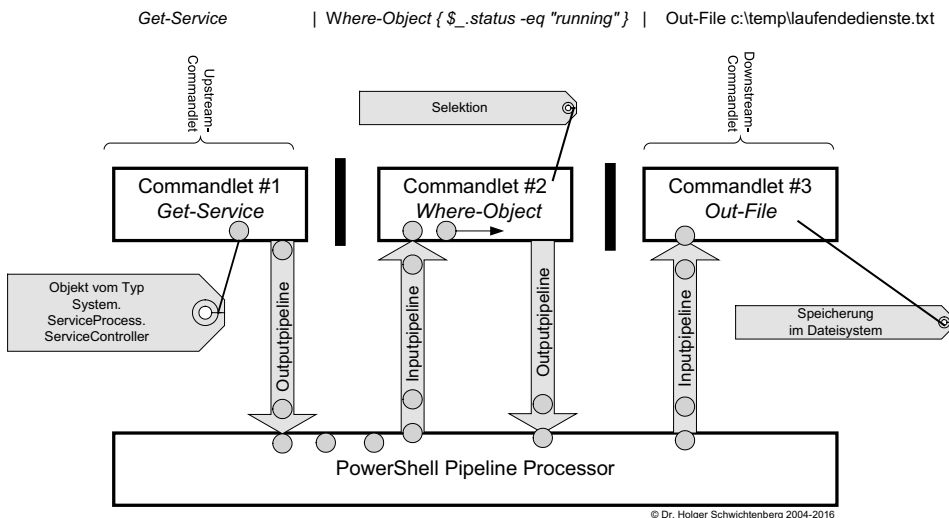 Get-Service | Where-Object { $_.status -eq "running" } | Out-File c:\temp\laufendedienste.txt
Upstream-
Commandlet
Selektion
Downstream-
Commandlet
Commandlet #1
Get-Service
Commandlet #2
Where-Object
Commandlet #3
Out-File
Objekt vom Typ
System.
ServiceProcess.
ServiceController
Outputpipeline
Inputpipeline
Outputpipeline
Inputpipeline
Speicherung
im Dateisystem
PowerShell Pipeline Processor
© Dr. Holger Schwichtenberg 2004-2016